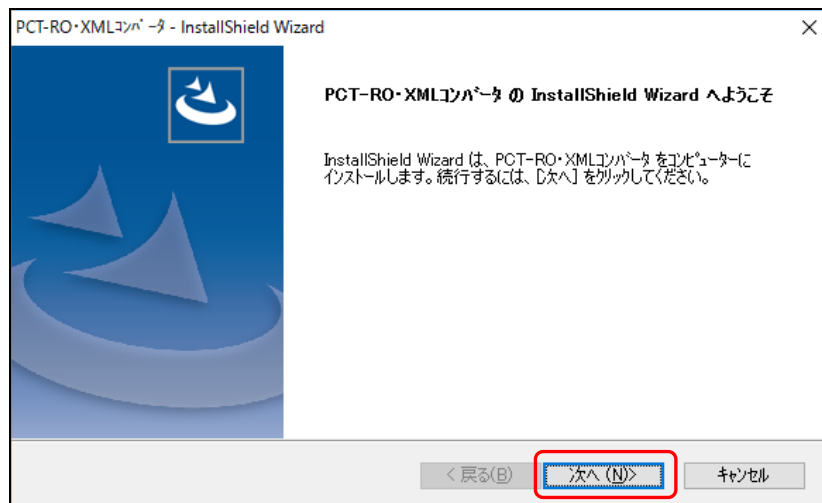 PCT-RO･XMLｺﾝﾊﾞｰﾀ - InstallShield Wizard
PCT-RO･XMLｺﾝﾊﾞｰﾀ の InstallShield Wizard へようこそ
InstallShield Wizard は、PCT-RO･XMLｺﾝﾊﾞｰﾀ をｺﾝﾋﾟｭｰﾀｰに
ｲﾝｽﾄｰﾙします。続行するには、[次へ] をｸﾘｯｸしてください。
< 戻る(B)
次へ (N)>
ｷｬﾝｾﾙ